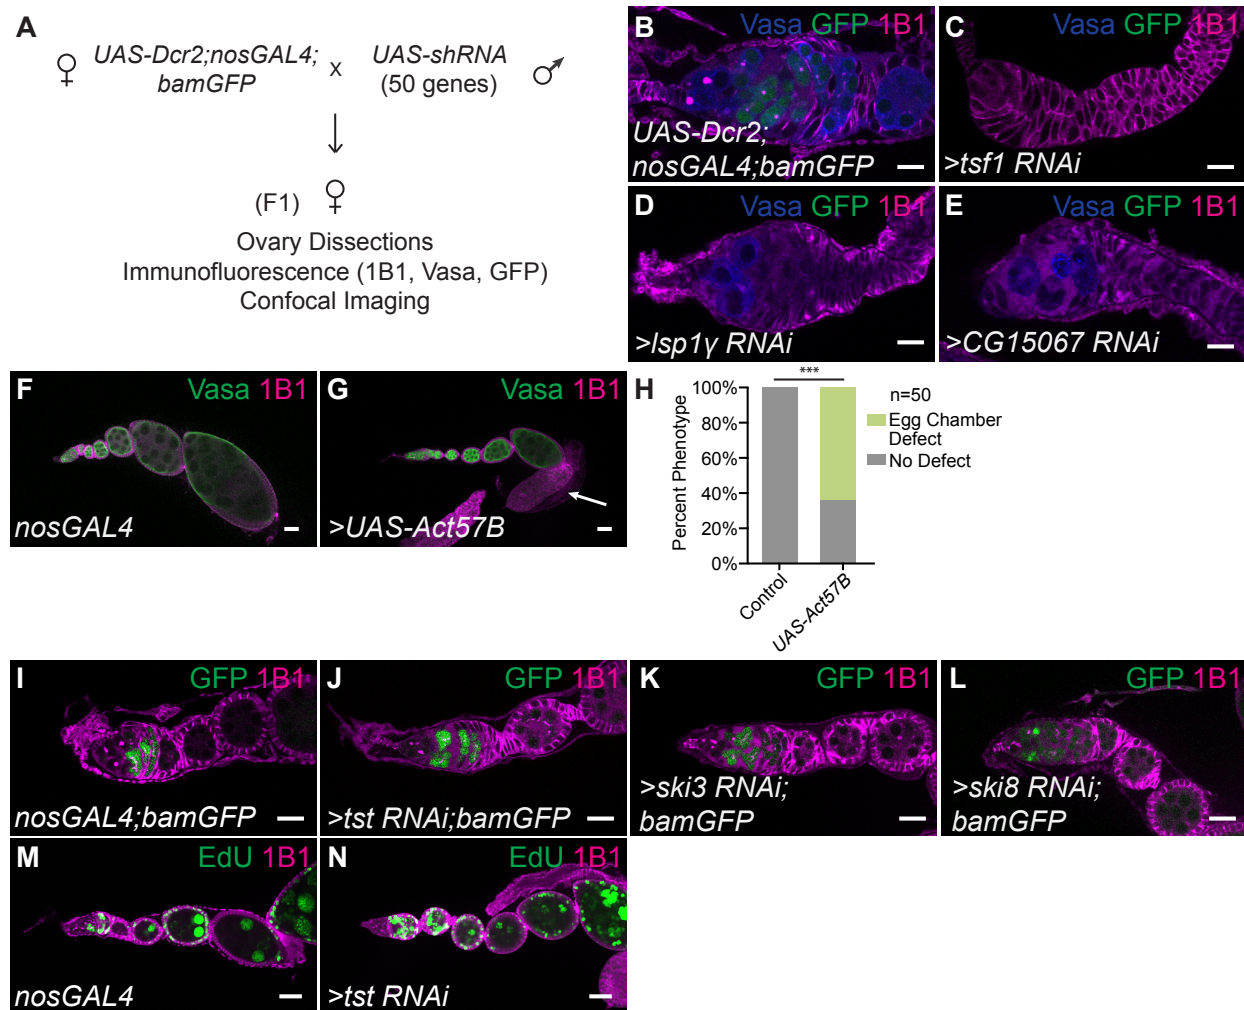 A
♀ UAS-Dcr2;nosGAL4; bamGFP x UAS-shRNA (50 genes) ♂
(F1) ♀
Ovary Dissections
Immunofluorescence (1B1, Vasa, GFP)
Confocal Imaging
B Vasa GFP 1B1
UAS-Dcr2;
nosGAL4;bamGFP
C Vasa GFP 1B1
>tsf1 RNAi
D Vasa GFP 1B1
>lsp1γ RNAi
E Vasa GFP 1B1
>CG15067 RNAi
F Vasa 1B1
nosGAL4
G Vasa 1B1
>UAS-Act57B
H
***
Percent Phenotype
100%
80%
60%
40%
20%
0%
Control
UAS-Act57B
n=50
Egg Chamber
Defect
No Defect
I GFP 1B1
nosGAL4;bamGFP
J GFP 1B1
>tst RNAi;bamGFP
K GFP 1B1
>ski3 RNAi;
bamGFP
L GFP 1B1
>ski8 RNAi;
bamGFP
M EdU 1B1
nosGAL4
N EdU 1B1
>tst RNAi